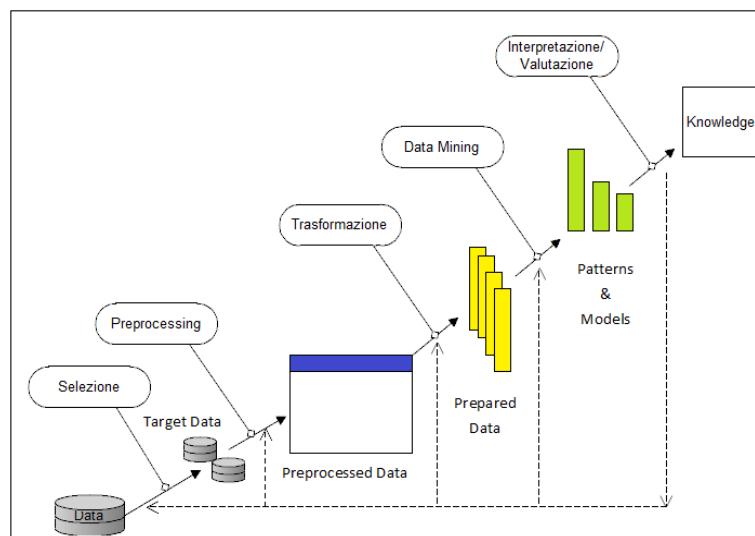 Interpretazione/
Valutazione
Knowledge
Data Mining
Trasformazione
Patterns
&
Models
Preprocessing
Selezione
Target Data
Prepared
Data
Preprocessed Data
Data